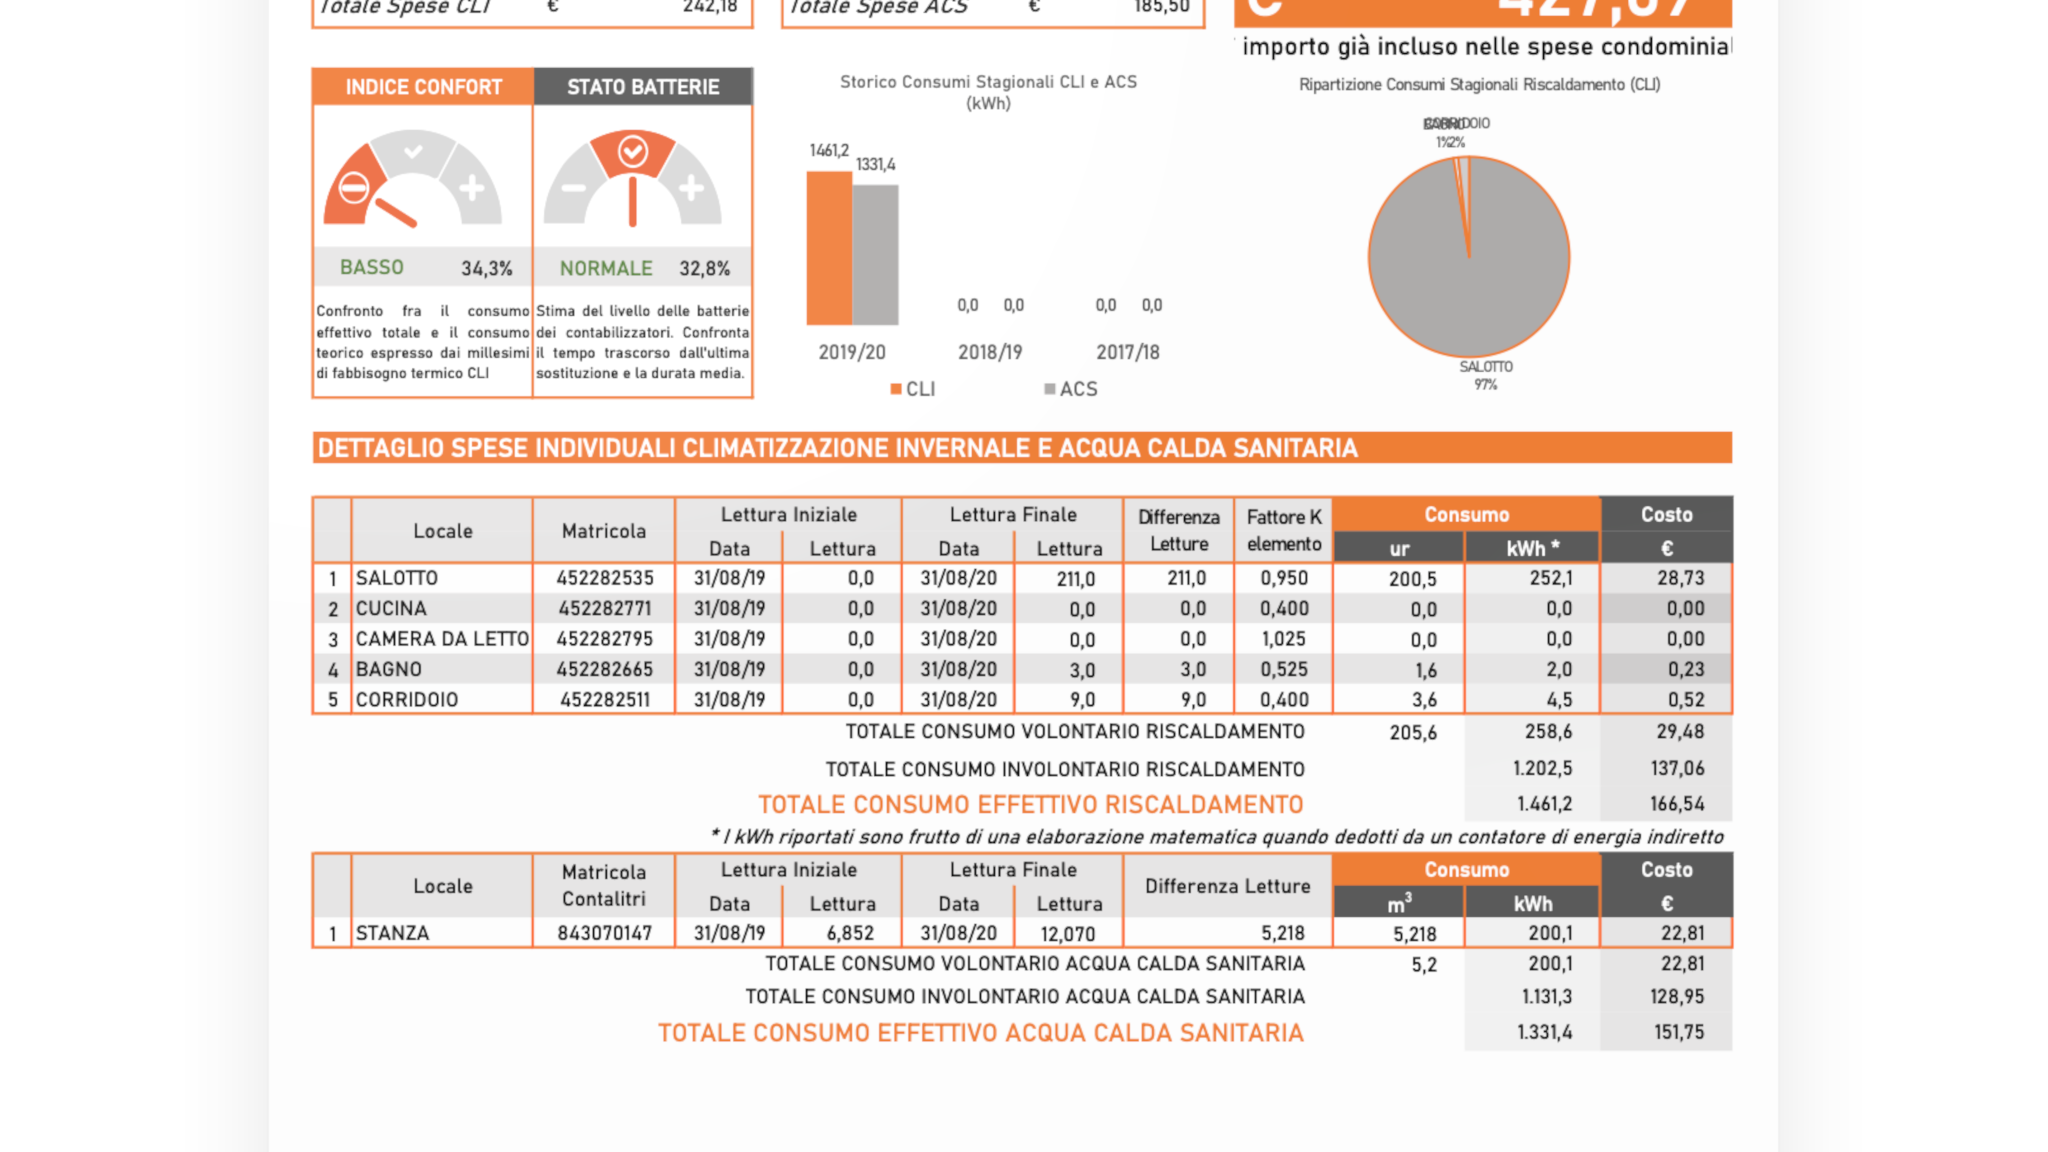 Totale Spese CLI € 242,18 Totale Spese ACS € 185,50
importo già incluso nelle spese condominial
INDICE CONFORT STATO BATTERIE
BASSO 34,3% NORMALE 32,8%
Confronto fra il consumo
effettivo totale e il consumo
teorico espresso dai millesimi
di fabbisogno termico CLI
Stima del livello delle batterie
dei contabilizzatori. Confronta
il tempo trascorso dall'ultima
sostituzione e la durata media.
Storico Consumi Stagionali CLI e ACS
(kWh)
1461,2
1331,4
0,0 0,0 0,0 0,0
2019/20 2018/19 2017/18
CLI ACS
Ripartizione Consumi Stagionali Riscaldamento (CLI)
CORRIDOIO
1% 2%
SALOTTO
97%
DETTAGLIO SPESE INDIVIDUALI CLIMATIZZAZIONE INVERNALE E ACQUA CALDA SANITARIA
Locale Matricola Lettura Iniziale Lettura Finale Differenza Letture Fattore K elemento Consumo Costo
Data Lettura Data Lettura ur kWh * €
1 SALOTTO 452282535 31/08/19 0,0 31/08/20 211,0 211,0 0,950 200,5 252,1 28,73
2 CUCINA 452282771 31/08/19 0,0 31/08/20 0,0 0,0 0,400 0,0 0,0 0,00
3 CAMERA DA LETTO 452282795 31/08/19 0,0 31/08/20 0,0 0,0 1,025 0,0 0,0 0,00
4 BAGNO 452282665 31/08/19 0,0 31/08/20 3,0 3,0 0,525 1,6 2,0 0,23
5 CORRIDOIO 452282511 31/08/19 0,0 31/08/20 9,0 9,0 0,400 3,6 4,5 0,52
TOTALE CONSUMO VOLONTARIO RISCALDAMENTO 205,6 258,6 29,48
TOTALE CONSUMO INVOLONTARIO RISCALDAMENTO 1.202,5 137,06
TOTALE CONSUMO EFFETTIVO RISCALDAMENTO 1.461,2 166,54
* I kWh riportati sono frutto di una elaborazione matematica quando dedotti da un contatore di energia indiretto
Locale Matricola Contalitri Lettura Iniziale Lettura Finale Differenza Letture Consumo Costo
Data Lettura Data Lettura m³ kWh €
1 STANZA 843070147 31/08/19 6,852 31/08/20 12,070 5,218 5,218 200,1 22,81
TOTALE CONSUMO VOLONTARIO ACQUA CALDA SANITARIA 5,2 200,1 22,81
TOTALE CONSUMO INVOLONTARIO ACQUA CALDA SANITARIA 1.131,3 128,95
TOTALE CONSUMO EFFETTIVO ACQUA CALDA SANITARIA 1.331,4 151,75